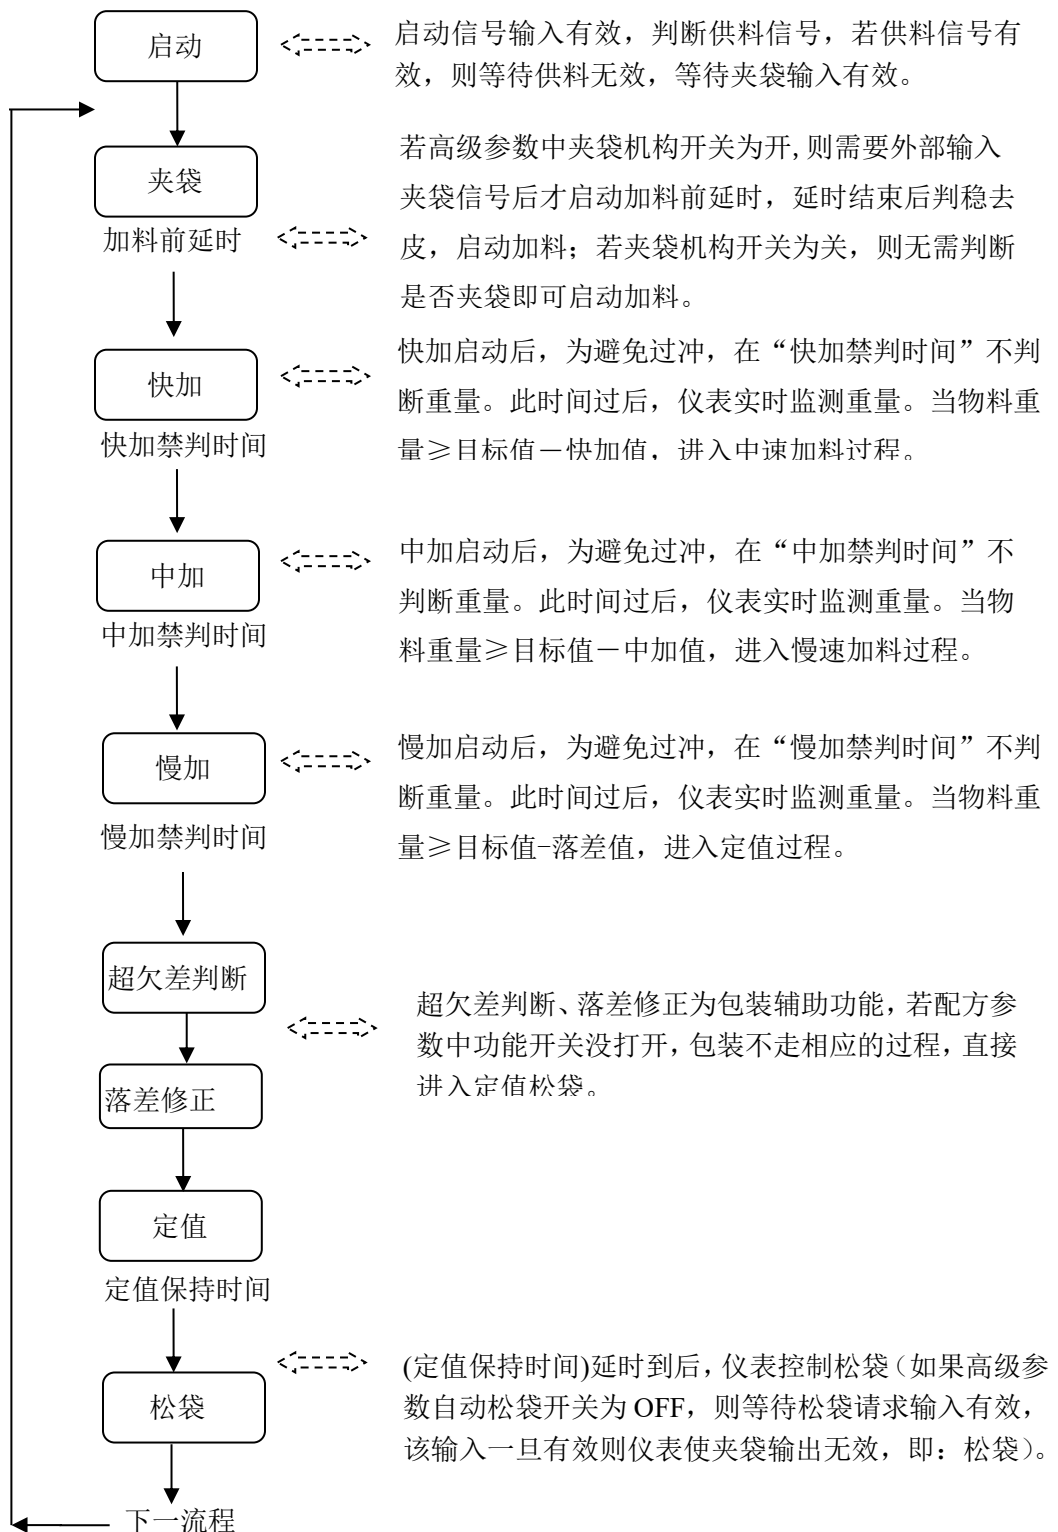 启动
启动信号输入有效，判断供料信号，若供料信号有
效，则等待供料无效，等待夹袋输入有效。
夹袋
加料前延时
若高级参数中夹袋机构开关为开,则需要外部输入
夹袋信号后才启动加料前延时，延时结束后判稳去
皮，启动加料；若夹袋机构开关为关，则无需判断
是否夹袋即可启动加料。
快加
快加禁判时间
快加启动后，为避免过冲，在“快加禁判时间”不判
断重量。此时间过后，仪表实时监测重量。当物料重
量≥目标值－快加值，进入中速加料过程。
中加
中加禁判时间
中加启动后，为避免过冲，在“中加禁判时间”不
判断重量。此时间过后，仪表实时监测重量。当物
料重量≥目标值－中加值，进入慢速加料过程。
慢加
慢加禁判时间
慢加启动后，为避免过冲，在“慢加禁判时间”不判
断重量。此时间过后，仪表实时监测重量。当物料重
量≥目标值-落差值，进入定值过程。
超欠差判断
落差修正
超欠差判断、落差修正为包装辅助功能，若配方参
数中功能开关没打开，包装不走相应的过程，直接
进入定值松袋。
定值
定值保持时间
松袋
(定值保持时间)延时到后，仪表控制松袋（如果高级参
数自动松袋开关为 OFF，则等待松袋请求输入有效，
该输入一旦有效则仪表使夹袋输出无效，即：松袋）。
下一流程